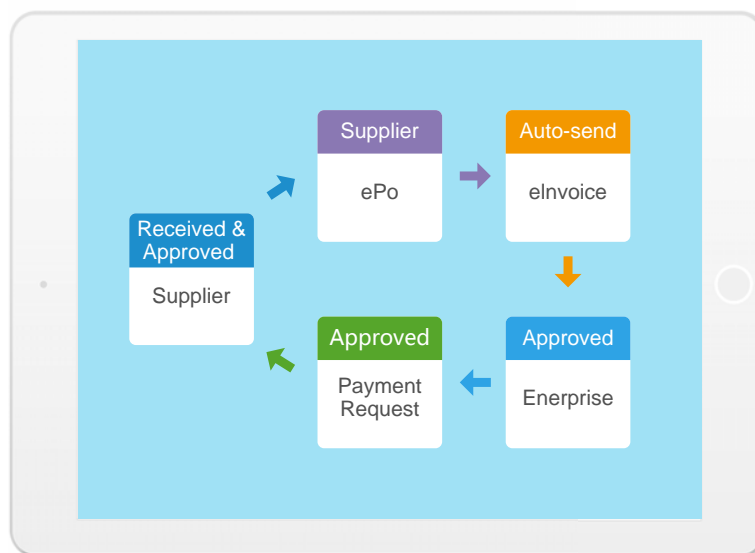 Supplier
ePo
Auto-send
eInvoice
Received &
Approved
Supplier
Approved
Payment
Request
Approved
Enerprise